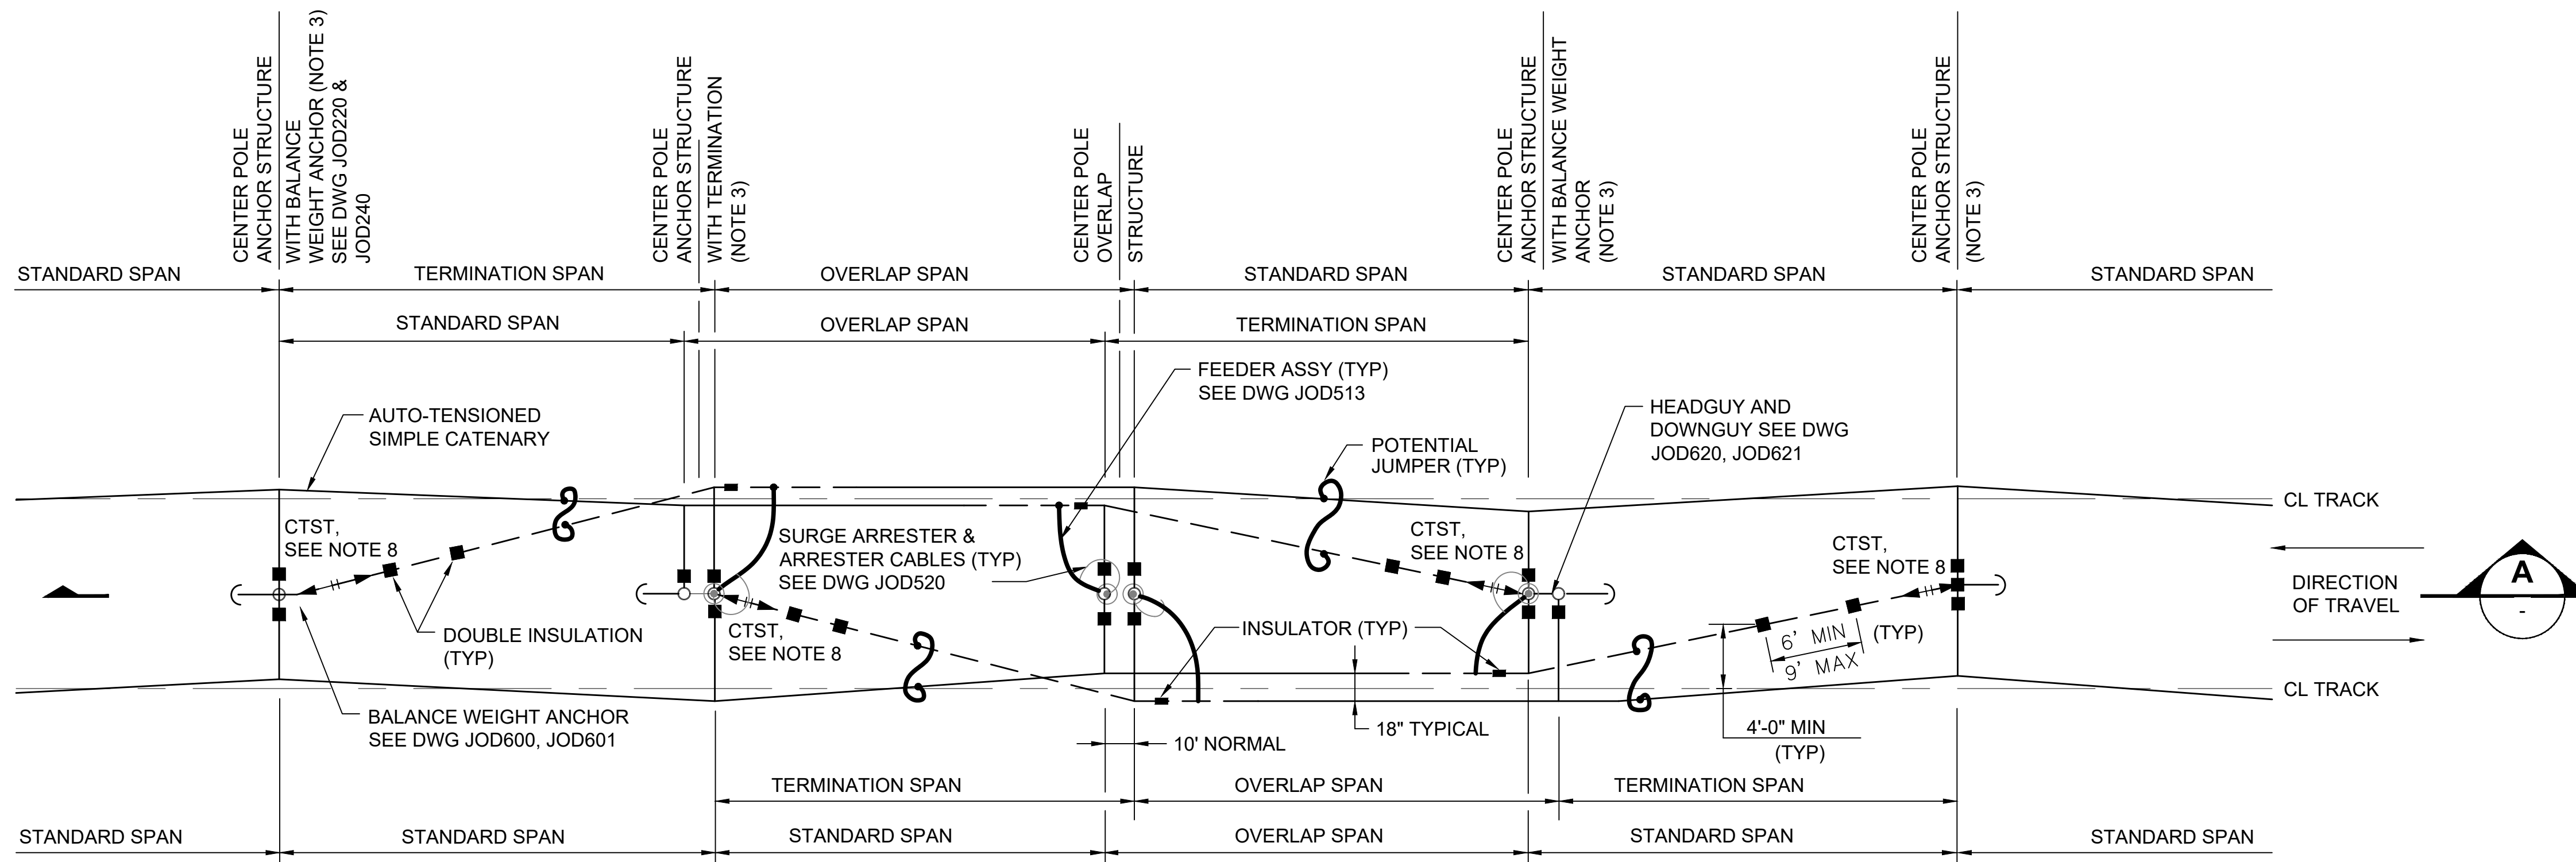 CENTER POLE
ANCHOR STRUCTURE
WITH BALANCE
WEIGHT ANCHOR (NOTE 3)
SEE DWG JOD220 &
JOD240
CENTER POLE
ANCHOR STRUCTURE
WITH TERMINATION
(NOTE 3)
CENTER POLE
OVERLAP
STRUCTURE
CENTER POLE
ANCHOR STRUCTURE
WITH BALANCE WEIGHT
ANCHOR
(NOTE 3)
CENTER POLE
ANCHOR STRUCTURE
(NOTE 3)
STANDARD SPAN
TERMINATION SPAN
OVERLAP SPAN
STANDARD SPAN
STANDARD SPAN
STANDARD SPAN
STANDARD SPAN
OVERLAP SPAN
TERMINATION SPAN
FEEDER ASSY (TYP)
SEE DWG JOD513
AUTO-TENSIONED
SIMPLE CATENARY
POTENTIAL
JUMPER (TYP)
HEADGUY AND
DOWNGUY SEE DWG
JOD620, JOD621
CL TRACK
CTST,
SEE NOTE 8
SURGE ARRESTER &
ARRESTER CABLES (TYP)
SEE DWG JOD520
CTST,
SEE NOTE 8
CTST,
SEE NOTE 8
DIRECTION
OF TRAVEL
A
-
DOUBLE INSULATION
(TYP)
CTST,
SEE NOTE 8
INSULATOR (TYP)
6' MIN
9' MAX
(TYP)
CL TRACK
BALANCE WEIGHT ANCHOR
SEE DWG JOD600, JOD601
10' NORMAL
18" TYPICAL
4'-0" MIN
(TYP)
TERMINATION SPAN
OVERLAP SPAN
TERMINATION SPAN
STANDARD SPAN
STANDARD SPAN
STANDARD SPAN
OVERLAP SPAN
STANDARD SPAN
STANDARD SPAN